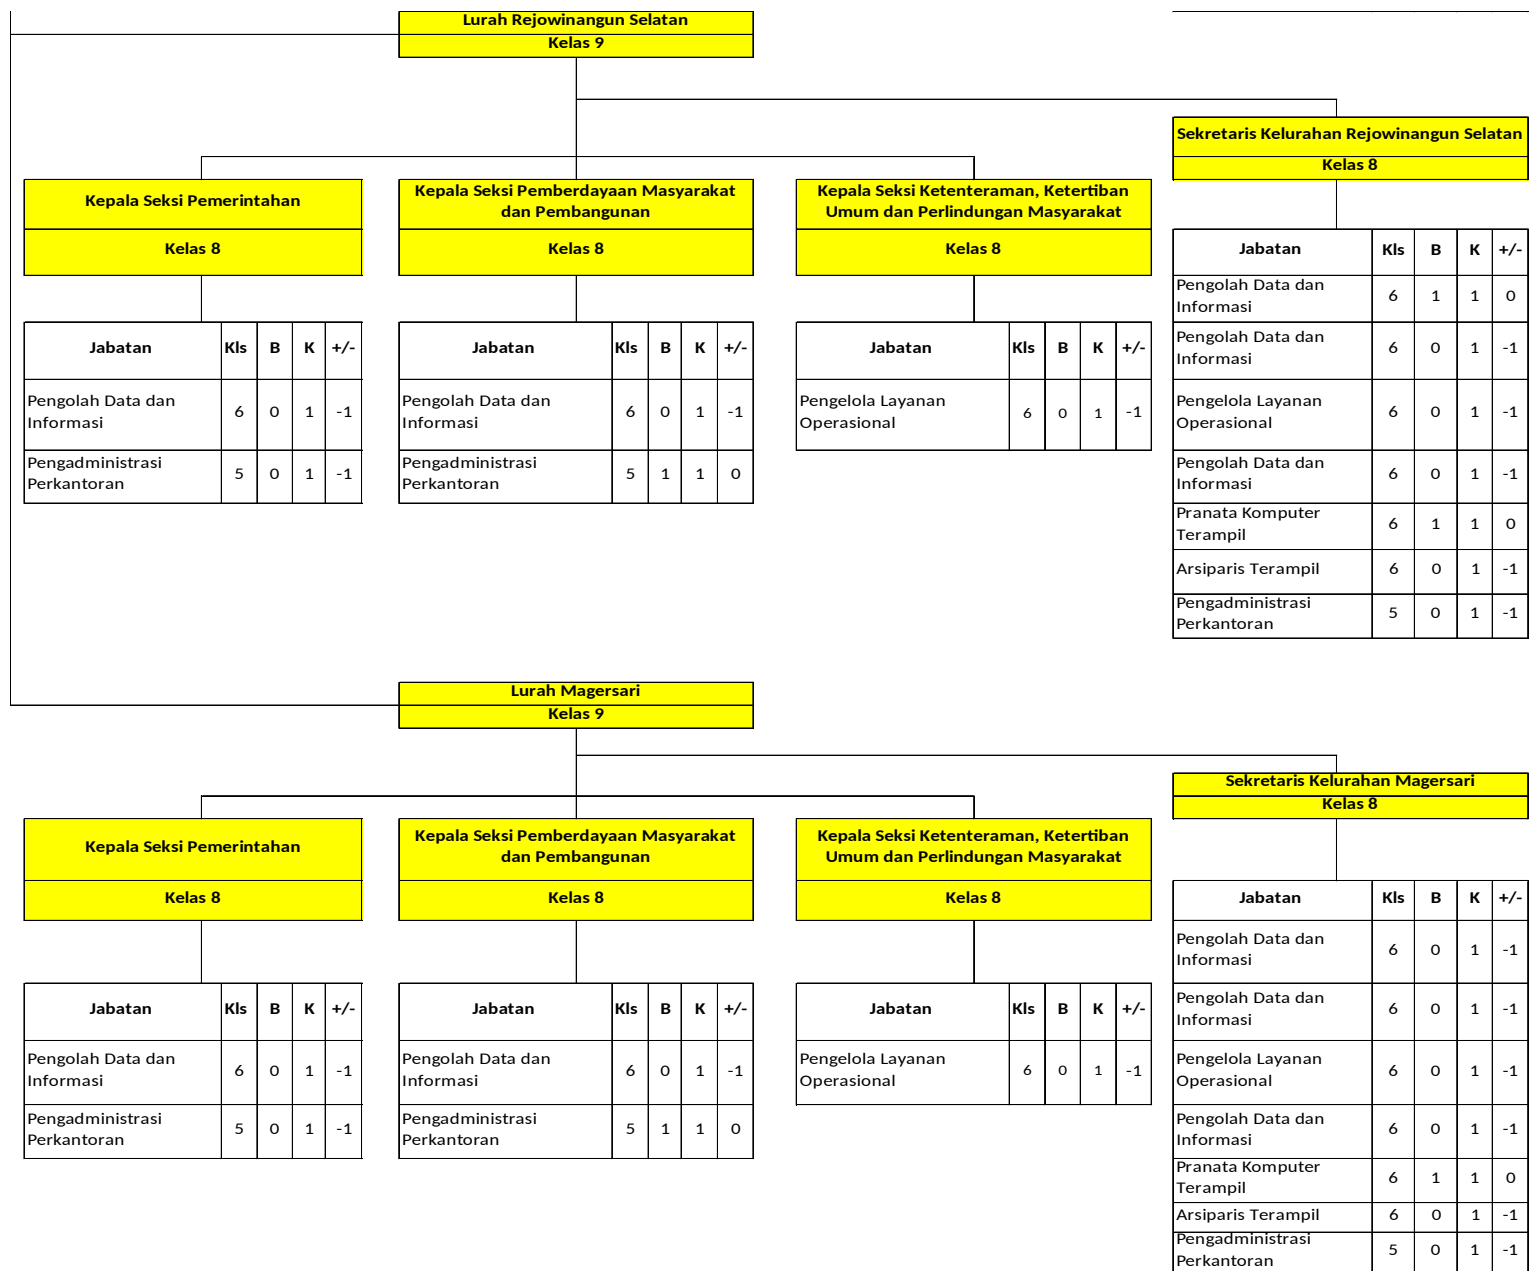 Lurah Rejowinangun Selatan
Kelas 9
Sekretaris Kelurahan Rejowinangun Selatan
Kelas 8
Kepala Seksi Pemerintahan
Kelas 8
Kepala Seksi Pemberdayaan Masyarakat
dan Pembangunan
Kelas 8
Kepala Seksi Ketenteraman, Ketertiban
Umum dan Perlindungan Masyarakat
Kelas 8
Jabatan Kls B K +/-
Pengolah Data dan
Informasi 6 0 1 -1
Pengadministrasi
Perkantoran 5 0 1 -1
Jabatan Kls B K +/-
Pengolah Data dan
Informasi 6 0 1 -1
Pengadministrasi
Perkantoran 5 1 1 0
Jabatan Kls B K +/-
Pengelola Layanan
Operasional 6 0 1 -1
Jabatan Kls B K +/-
Pengolah Data dan
Informasi 6 1 1 0
Pengolah Data dan
Informasi 6 0 1 -1
Pengelola Layanan
Operasional 6 0 1 -1
Pengolah Data dan
Informasi 6 0 1 -1
Pranata Komputer
Terampil 6 1 1 0
Arsiparis Terampil 6 0 1 -1
Pengadministrasi
Perkantoran 5 0 1 -1
Lurah Magersari
Kelas 9
Sekretaris Kelurahan Magersari
Kelas 8
Kepala Seksi Pemerintahan
Kelas 8
Kepala Seksi Pemberdayaan Masyarakat
dan Pembangunan
Kelas 8
Kepala Seksi Ketenteraman, Ketertiban
Umum dan Perlindungan Masyarakat
Kelas 8
Jabatan Kls B K +/-
Pengolah Data dan
Informasi 6 0 1 -1
Pengadministrasi
Perkantoran 5 0 1 -1
Jabatan Kls B K +/-
Pengolah Data dan
Informasi 6 0 1 -1
Pengadministrasi
Perkantoran 5 1 1 0
Jabatan Kls B K +/-
Pengelola Layanan
Operasional 6 0 1 -1
Jabatan Kls B K +/-
Pengolah Data dan
Informasi 6 0 1 -1
Pengolah Data dan
Informasi 6 0 1 -1
Pengelola Layanan
Operasional 6 0 1 -1
Pengolah Data dan
Informasi 6 0 1 -1
Pranata Komputer
Terampil 6 1 1 0
Arsiparis Terampil 6 0 1 -1
Pengadministrasi
Perkantoran 5 0 1 -1